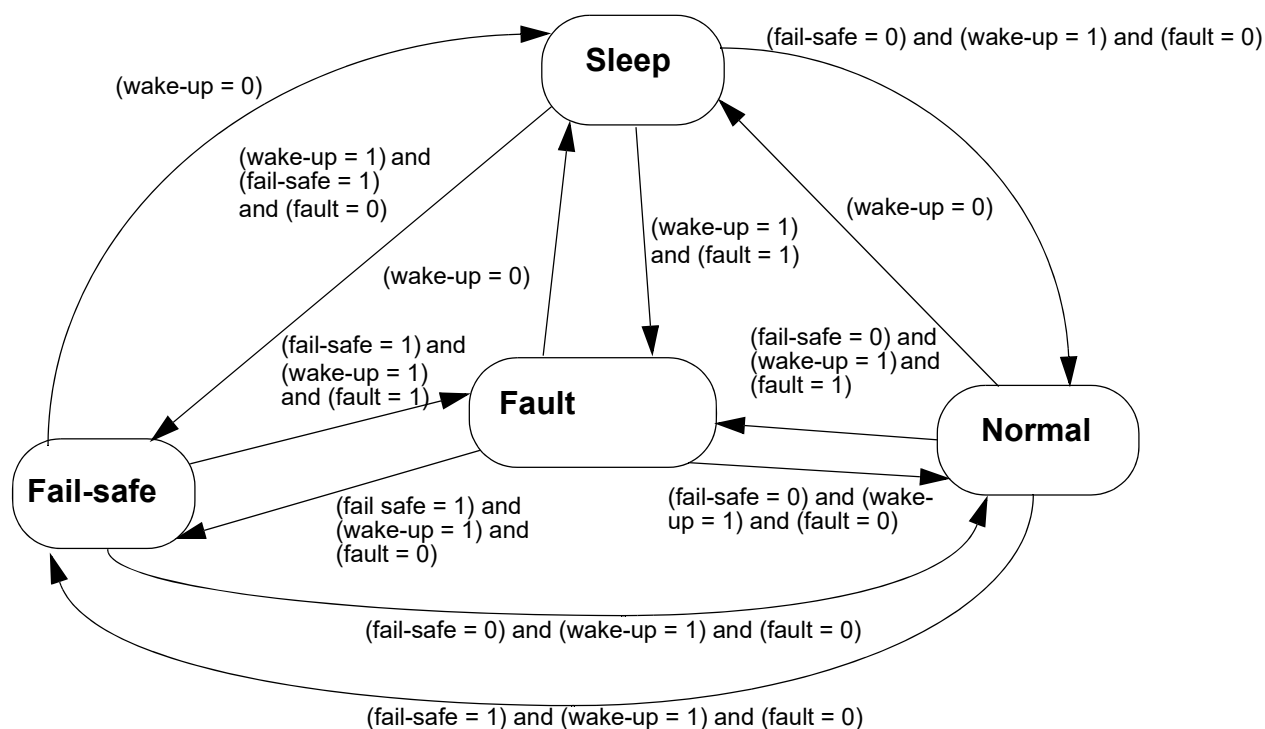 Sleep
(fail-safe = 0) and (wake-up = 1) and (fault = 0)
(wake-up = 0)
(wake-up = 1) and
(fail-safe = 1)
and (fault = 0)
(wake-up = 0)
(wake-up = 1)
and (fault = 1)
(wake-up = 0)
(fail-safe = 1) and
(wake-up = 1)
and (fault = 1)
(fail-safe = 0) and
(wake-up = 1) and
(fault = 1)
Fault
Normal
Fail-safe
(fail safe = 1) and
(wake-up = 1) and
(fault = 0)
(fail-safe = 0) and (wake-
up = 1) and (fault = 0)
(fail-safe = 0) and (wake-up = 1) and (fault = 0)
(fail-safe = 1) and (wake-up = 1) and (fault = 0)